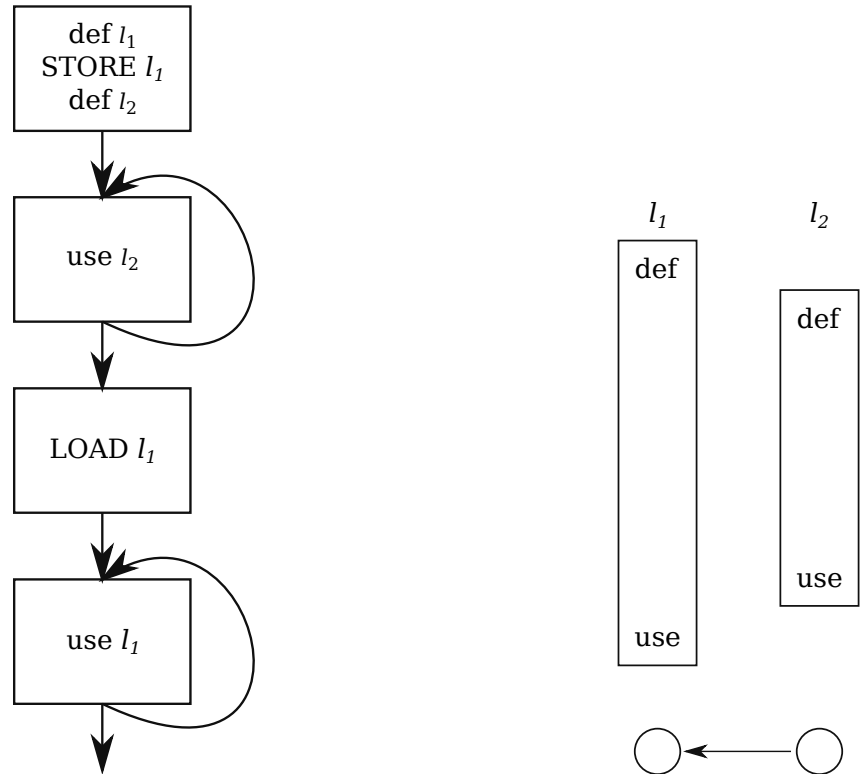 def l₁
STORE l₁
def l₂
use l₂
LOAD l₁
use l₁
l₁
l₂
def
def
use
use